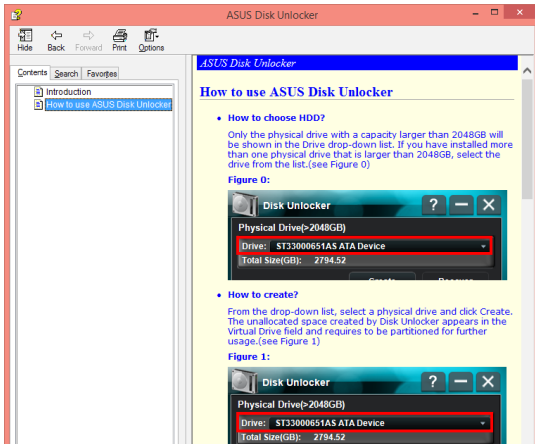 ASUS Disk Unlocker
Hide Back Forward Print Options
Contents Search Favorites
Introduction
How to use ASUS Disk Unlocker
ASUS Disk Unlocker
How to use ASUS Disk Unlocker
• How to choose HDD?
Only the physical drive with a capacity larger than 2048GB will
be shown in the Drive drop-down list. If you have installed more
than one physical drive that is larger than 2048GB, select the
drive from the list.(see Figure 0)
Figure 0:
Disk Unlocker ? — X
Physical Drive(>2048GB)
Drive: ST33000651AS ATA Device
Total Size(GB): 2794.52
• How to create?
From the drop-down list, select a physical drive and click Create.
The unallocated space created by Disk Unlocker appears in the
Virtual Drive field and requires to be partitioned for further
usage.(see Figure 1)
Figure 1:
Disk Unlocker ? — X
Physical Drive(>2048GB)
Drive: ST33000651AS ATA Device
Total Size(GB): 2794.52